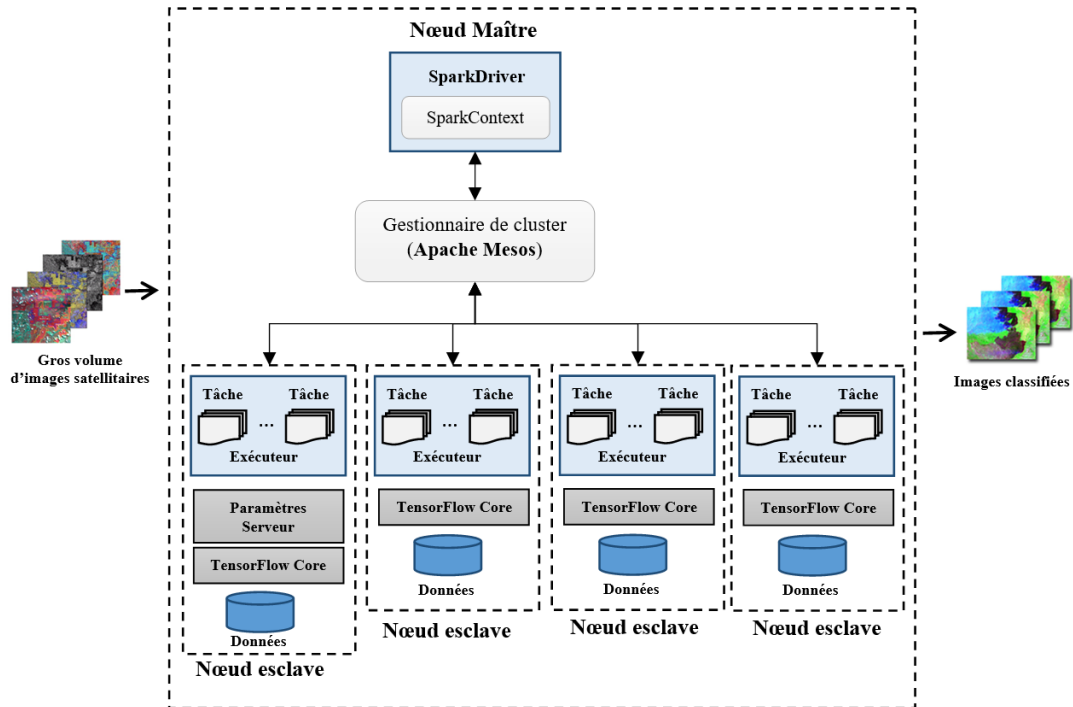 Nœud Maître
SparkDriver
SparkContext
Gestionnaire de cluster
(Apache Mesos)
Gros volume
d’images satellitaires
Images classifiées
Tâche Tâche
...
Exécuteur
Paramètres
Serveur
TensorFlow Core
Données
Nœud esclave
Tâche Tâche
...
Exécuteur
TensorFlow Core
Données
Nœud esclave
Tâche Tâche
...
Exécuteur
TensorFlow Core
Données
Nœud esclave
Tâche Tâche
...
Exécuteur
TensorFlow Core
Données
Nœud esclave